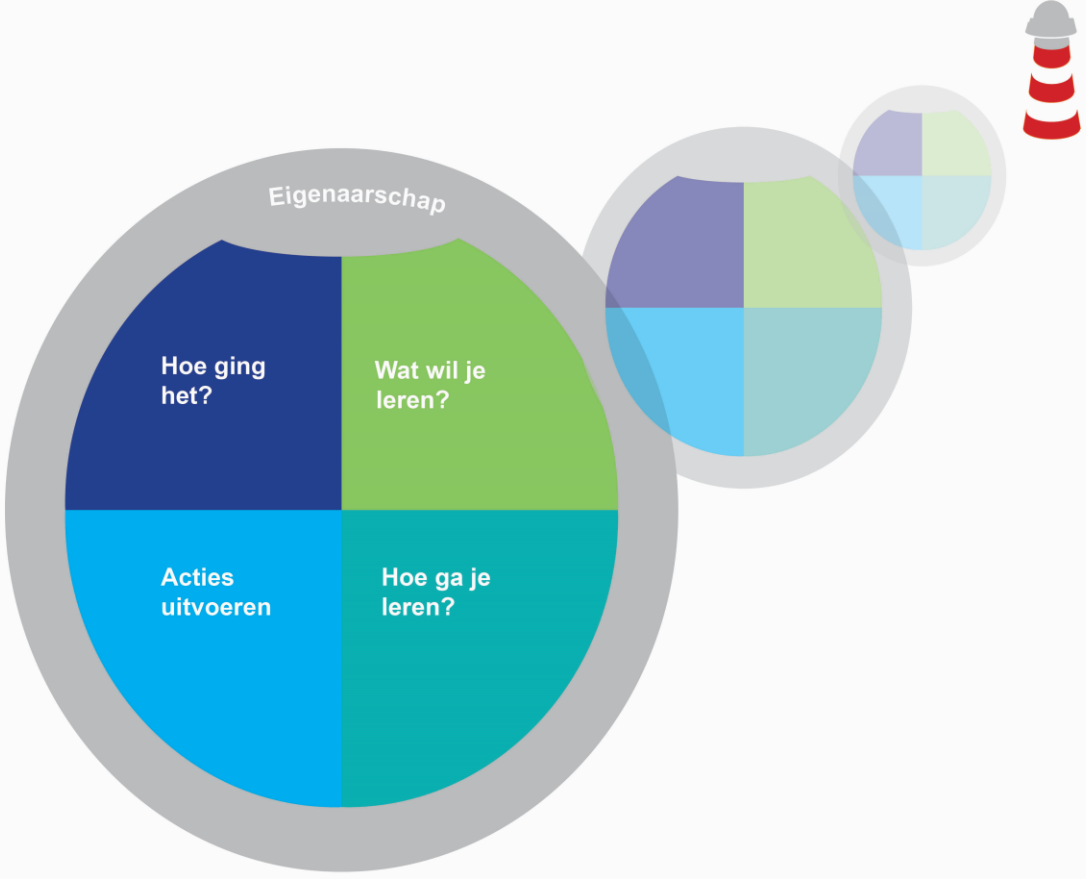 Eigenaarschap
Hoe ging
het?
Wat wil je
leren?
Acties
uitvoeren
Hoe ga je
leren?